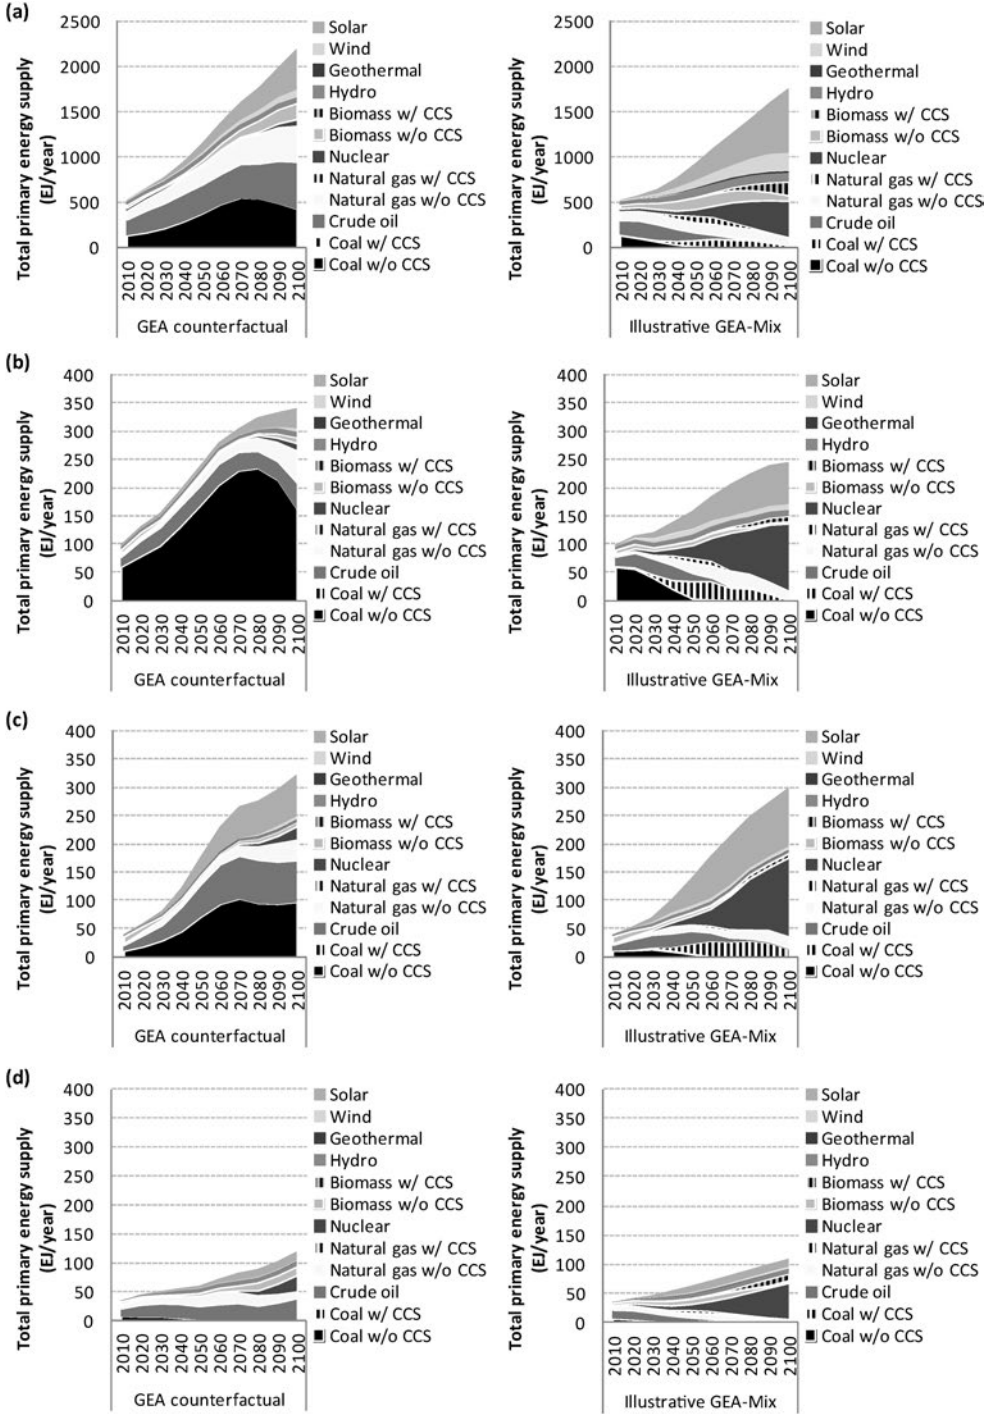 (a)
Total primary energy supply
(EJ/year)
2500
2000
1500
1000
500
0
2010
2020
2030
2040
2050
2060
2070
2080
2090
2100
GEA counterfactual
Solar
Wind
Geothermal
Hydro
Biomass w/ CCS
Biomass w/o CCS
Nuclear
Natural gas w/ CCS
Natural gas w/o CCS
Crude oil
Coal w/ CCS
Coal w/o CCS
Total primary energy supply
(EJ/year)
2500
2000
1500
1000
500
0
2010
2020
2030
2040
2050
2060
2070
2080
2090
2100
Illustrative GEA-Mix
Solar
Wind
Geothermal
Hydro
Biomass w/ CCS
Biomass w/o CCS
Nuclear
Natural gas w/ CCS
Natural gas w/o CCS
Crude oil
Coal w/ CCS
Coal w/o CCS
(b)
Total primary energy supply
(EJ/year)
400
350
300
250
200
150
100
50
0
2010
2020
2030
2040
2050
2060
2070
2080
2090
2100
GEA counterfactual
Solar
Wind
Geothermal
Hydro
Biomass w/ CCS
Biomass w/o CCS
Nuclear
Natural gas w/ CCS
Natural gas w/o CCS
Crude oil
Coal w/ CCS
Coal w/o CCS
Total primary energy supply
(EJ/year)
400
350
300
250
200
150
100
50
0
2010
2020
2030
2040
2050
2060
2070
2080
2090
2100
Illustrative GEA-Mix
Solar
Wind
Geothermal
Hydro
Biomass w/ CCS
Biomass w/o CCS
Nuclear
Natural gas w/ CCS
Natural gas w/o CCS
Crude oil
Coal w/ CCS
Coal w/o CCS
(c)
Total primary energy supply
(EJ/year)
400
350
300
250
200
150
100
50
0
2010
2020
2030
2040
2050
2060
2070
2080
2090
2100
GEA counterfactual
Solar
Wind
Geothermal
Hydro
Biomass w/ CCS
Biomass w/o CCS
Nuclear
Natural gas w/ CCS
Natural gas w/o CCS
Crude oil
Coal w/ CCS
Coal w/o CCS
Total primary energy supply
(EJ/year)
400
350
300
250
200
150
100
50
0
2010
2020
2030
2040
2050
2060
2070
2080
2090
2100
Illustrative GEA-Mix
Solar
Wind
Geothermal
Hydro
Biomass w/ CCS
Biomass w/o CCS
Nuclear
Natural gas w/ CCS
Natural gas w/o CCS
Crude oil
Coal w/ CCS
Coal w/o CCS
(d)
Total primary energy supply
(EJ/year)
400
350
300
250
200
150
100
50
0
2010
2020
2030
2040
2050
2060
2070
2080
2090
2100
GEA counterfactual
Solar
Wind
Geothermal
Hydro
Biomass w/ CCS
Biomass w/o CCS
Nuclear
Natural gas w/ CCS
Natural gas w/o CCS
Crude oil
Coal w/ CCS
Coal w/o CCS
Total primary energy supply
(EJ/year)
400
350
300
250
200
150
100
50
0
2010
2020
2030
2040
2050
2060
2070
2080
2090
2100
Illustrative GEA-Mix
Solar
Wind
Geothermal
Hydro
Biomass w/ CCS
Biomass w/o CCS
Nuclear
Natural gas w/ CCS
Natural gas w/o CCS
Crude oil
Coal w/ CCS
Coal w/o CCS